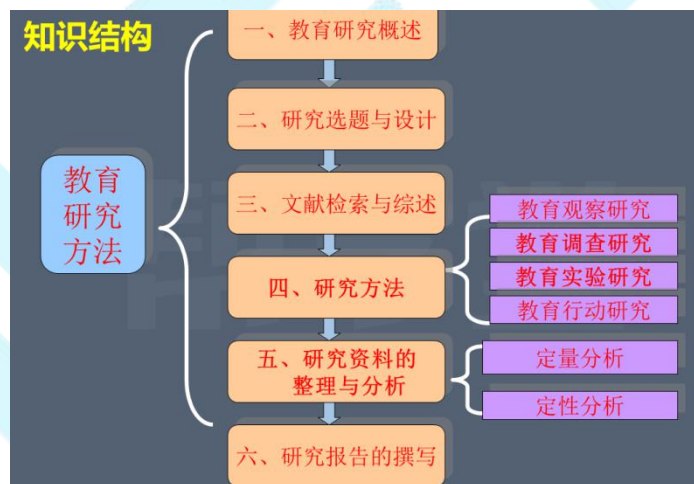 知识结构
一、教育研究概述
二、研究选题与设计
教育
研究
方法
三、文献检索与综述
四、研究方法
教育观察研究
教育调查研究
教育实验研究
教育行动研究
五、研究资料的
整理与分析
定量分析
定性分析
六、研究报告的撰写